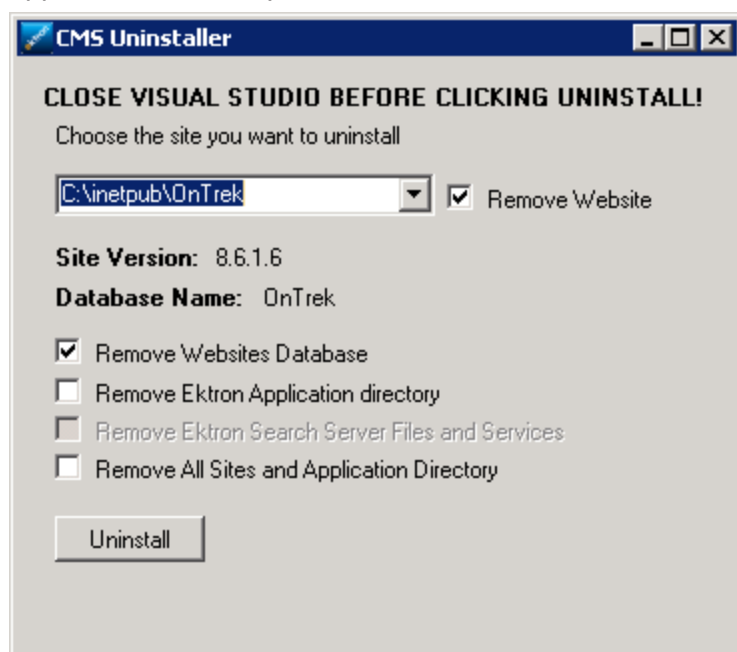 CMS Uninstaller
CLOSE VISUAL STUDIO BEFORE CLICKING UNINSTALL!
Choose the site you want to uninstall
C:\inetpub\OnTrek
Remove Website
Site Version: 8.6.1.6
Database Name: OnTrek
Remove Websites Database
Remove Ektron Application directory
Remove Ektron Search Server Files and Services
Remove All Sites and Application Directory
Uninstall